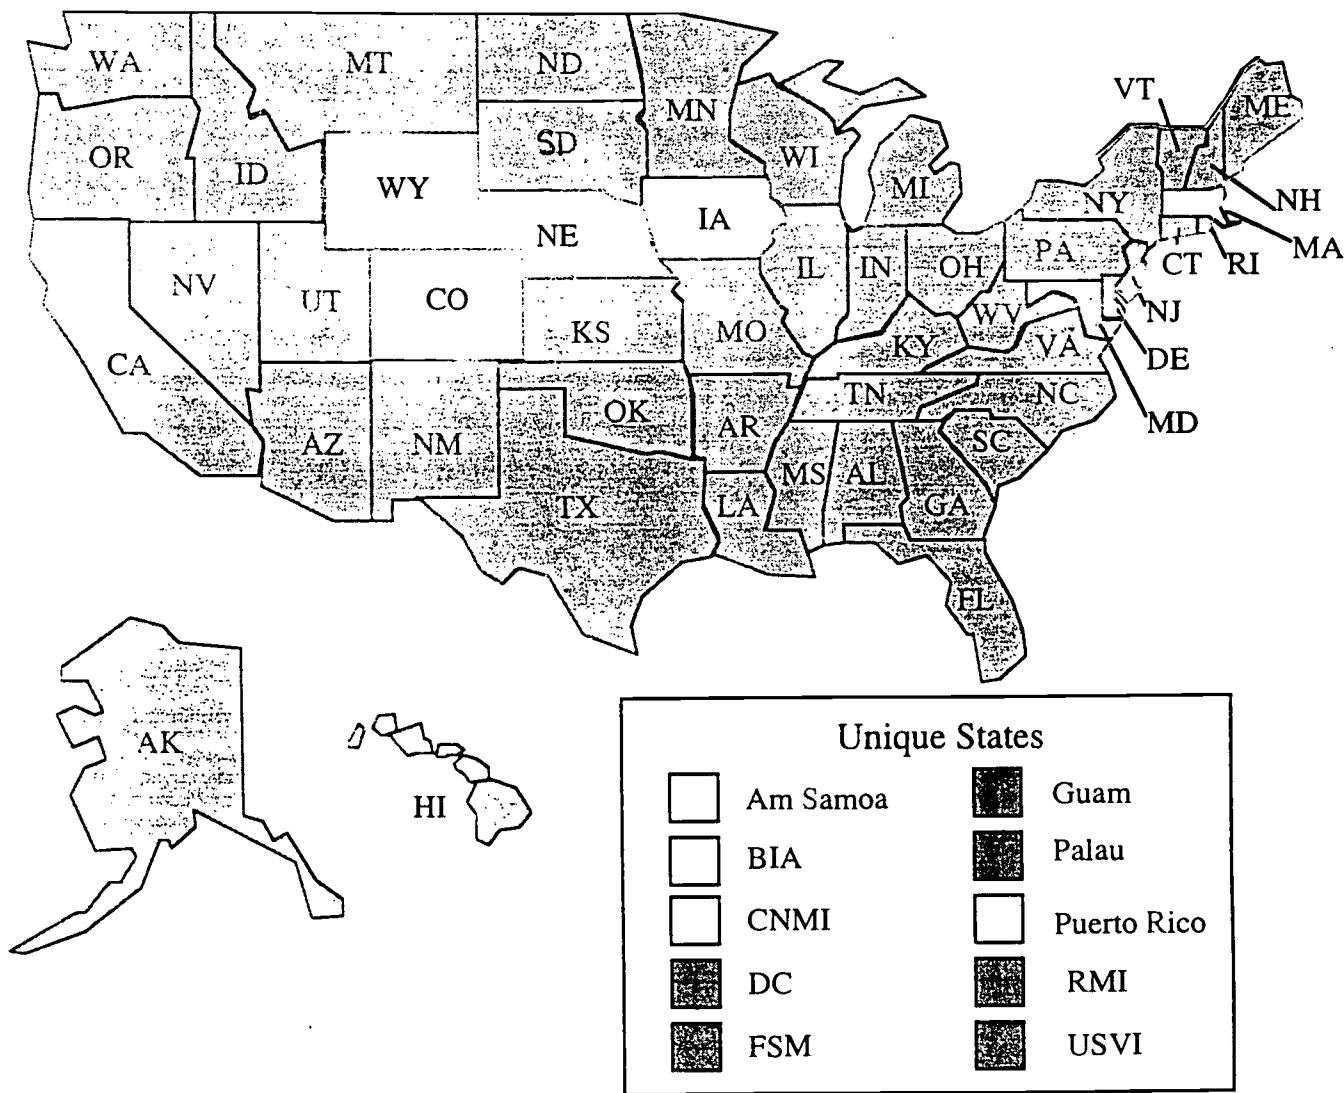 WA
MT
ND
MN
VT
ME
OR
ID
WY
SD
WI
MI
NY
NH
MA
IA
NE
PA
CT
RI
NV
UT
CO
IL
IN
OH
NJ
KS
MO
WV
VA
DE
CA
KY
TN
NC
MD
AZ
NM
OK
AR
SC
TX
LA
MS
AL
GA
FL
AK
HI
Unique States
Am Samoa
Guam
BIA
Palau
CNMI
Puerto Rico
DC
RMI
FSM
USVI